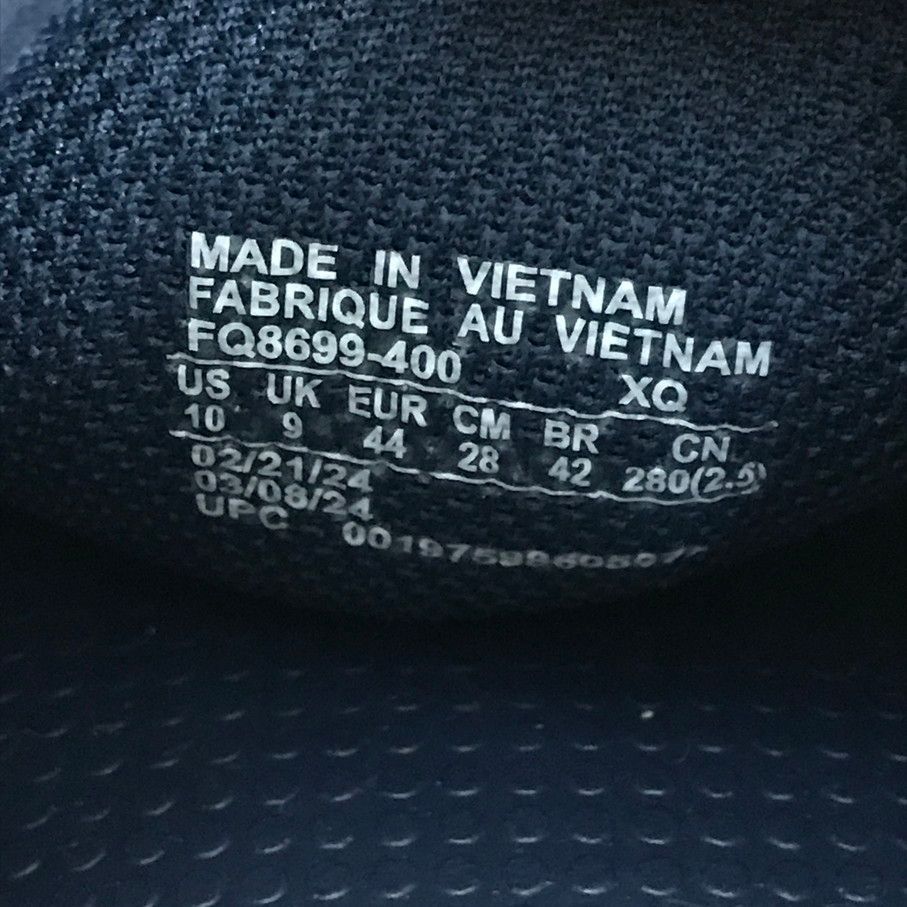 MADE IN VIETNAM
FABRIQUE AU VIETNAM
FQ8699-400 XQ
US UK EUR CM BR CN
10 9 44 28 42 280(2.5)
02/21/24
03/08/24
UPC